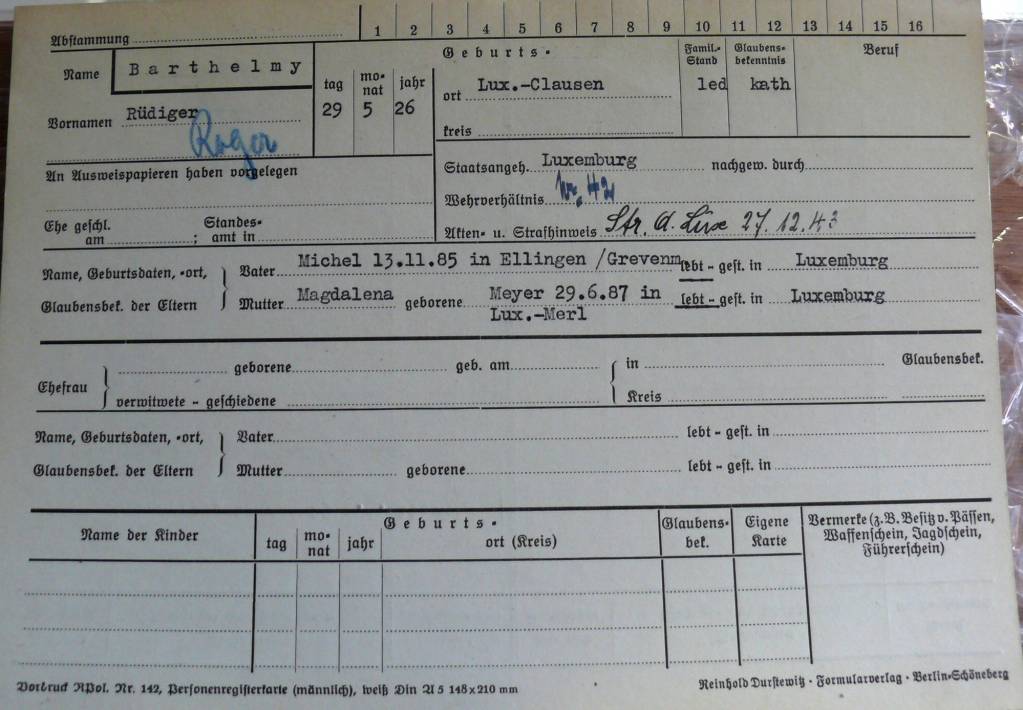 Abstammung 1 2 3 4 5 6 7 8 9 10 11 12 13 14 15 16
Name Barthelmy tag mo- nat jahr Geburts- Famil.- Stand Glaubens- bekenntnis Beruf
ort Lux.-Clausen led kath
Vornamen Rüdiger 29 5 26
Roger
kreis
An Ausweispapieren haben vorgelegen
Staatsangeh. Luxemburg nachgew. durch
Wehrverhältnis
Ehe geschl. am ; Standes- amt in
Akten- u. Strafhinweis Str. d. Lux 27.12.43
Name, Geburtsdaten, -ort, Vater Michel 13.11.85 in Ellingen /Grevenm. lebt - gest. in Luxemburg
Glaubensbek. der Eltern Mutter Magdalena geborene Meyer 29.6.87 in lebt - gest. in Luxemburg
Lux.-Merl
Ehefrau geborene geb. am in Glaubensbek.
verwitwete - geschiedene Kreis
Name, Geburtsdaten, -ort, Vater lebt - gest. in
Glaubensbek. der Eltern Mutter geborene lebt - gest. in
Name der Kinder Geburts- Glaubens- bek. Eigene Karte Vermerke (z.B. Besitz v. Pässen,
tag mo- nat jahr ort (Kreis) Waffenschein, Jagdschein,
Führerschein)
Vordruck RPol. Nr. 142, Personenregisterkarte (männlich), weiß Din A 5 148x210 mm
Reinhold Durstewitz · Formularverlag · Berlin-Schöneberg